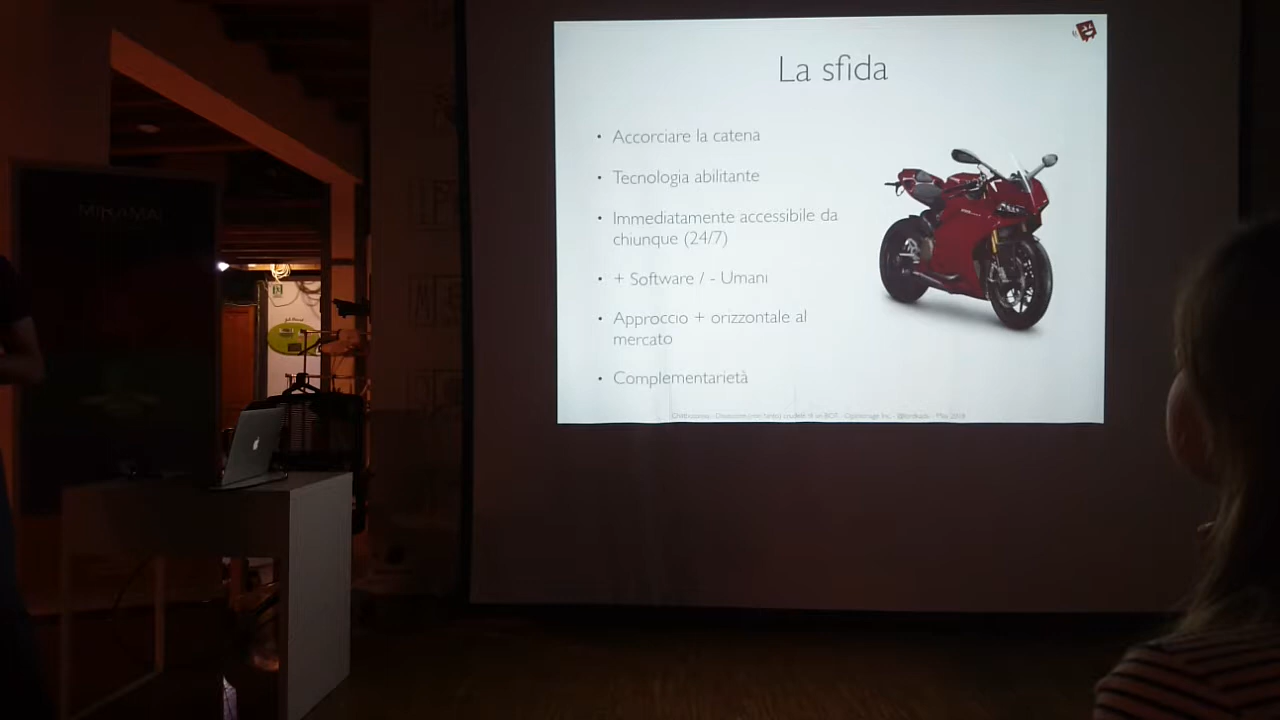 La sfida
• Accorciare la catena
• Tecnologia abilitante
• Immediatamente accessibile da
chiunque (24/7)
• + Software / - Umani
• Approccio + orizzontale al
mercato
• Complementarietà